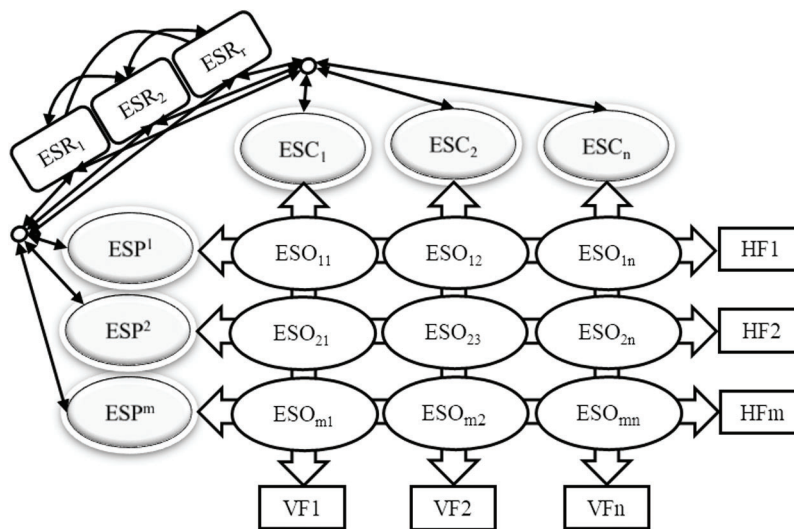 ESR₁
ESR₂
ESRᵣ
ESC₁ ESC₂ ESCₙ
ESP¹ ESO₁₁ ESO₁₂ ESO₁ₙ HF1
ESP² ESO₂₁ ESO₂₃ ESO₂ₙ HF2
ESPᵐ ESOₘ₁ ESOₘ₂ ESOₘₙ HFm
VF1 VF2 VFn